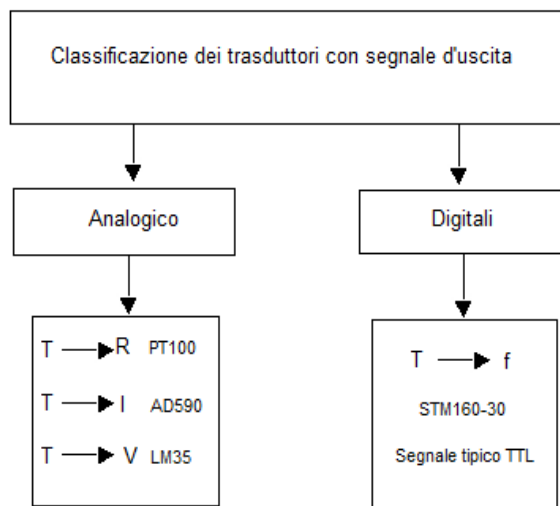 Classificazione dei trasduttori con segnale d'uscita
Analogico
Digitali
T R PT100
T I AD590
T V LM35
T f
STM160-30
Segnale tipico TTL